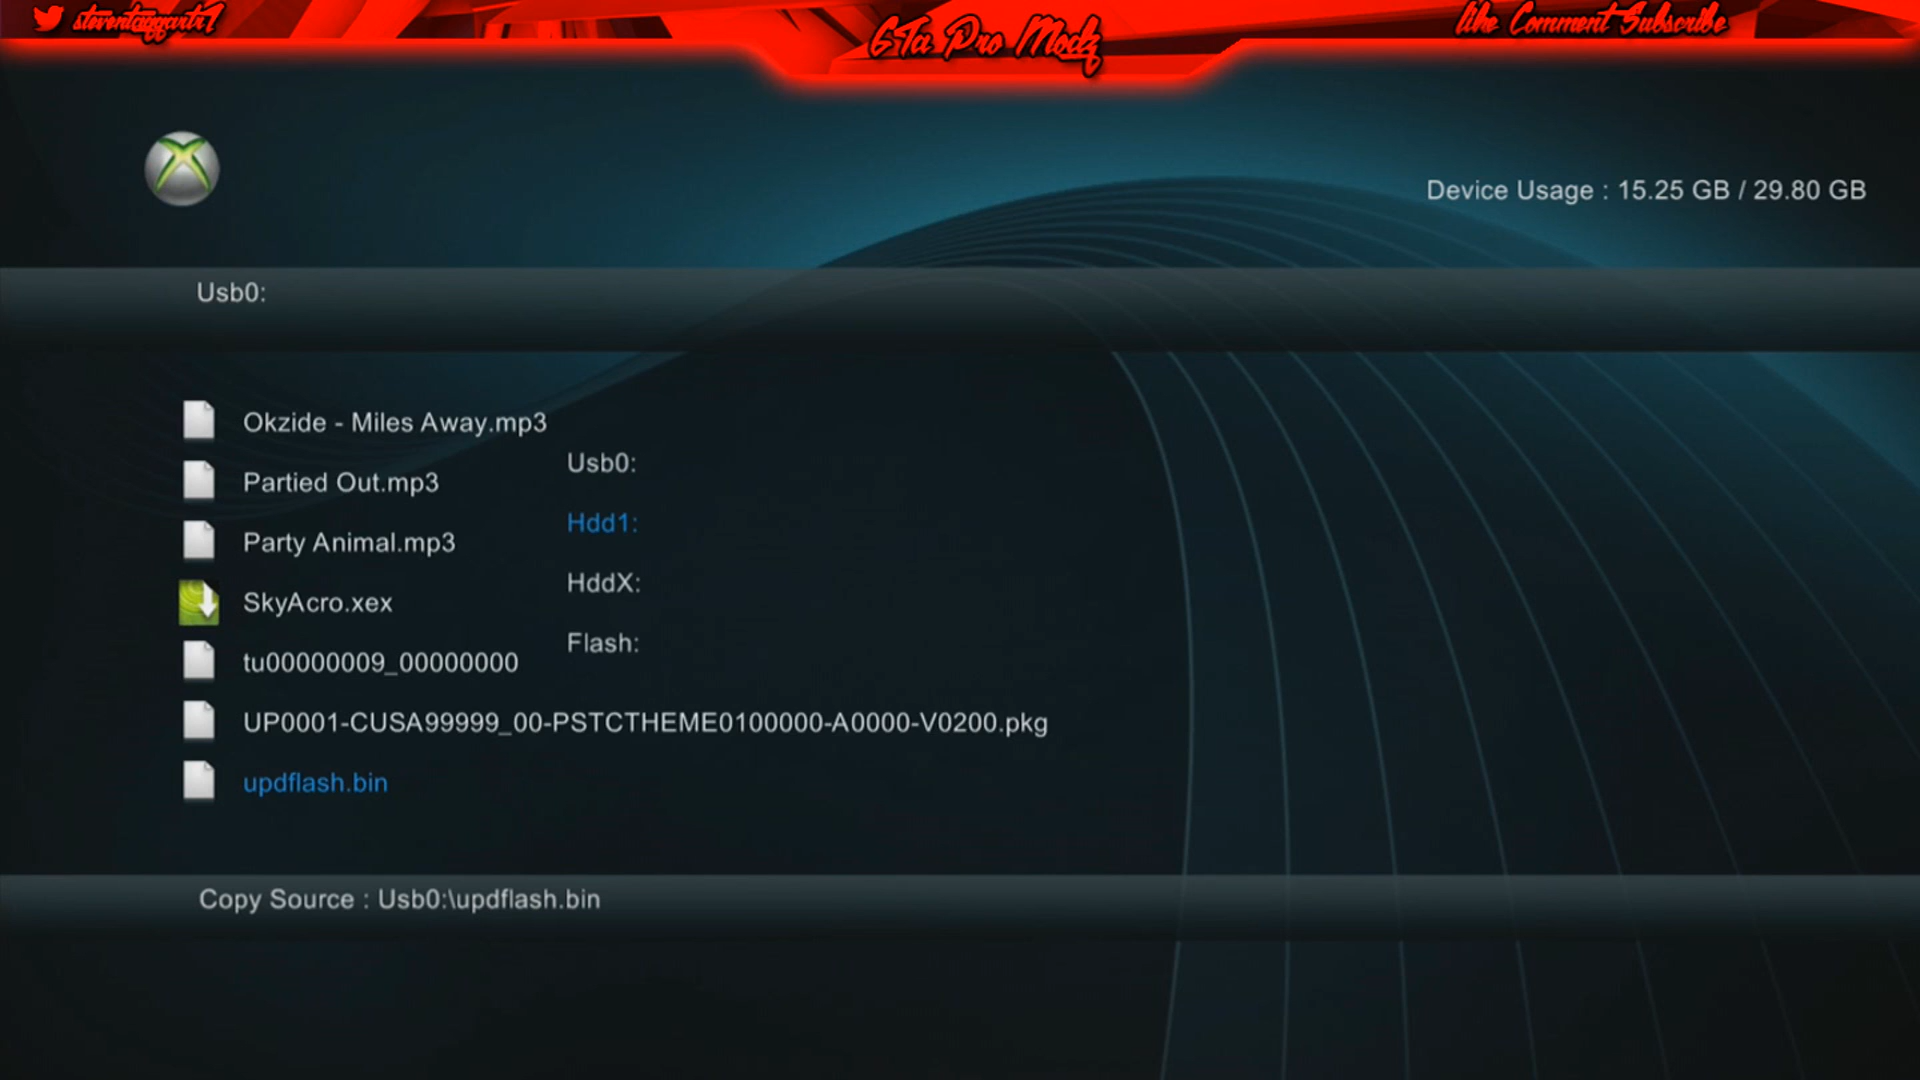 GTa Pro Modz
like Comment Subscribe
Device Usage : 15.25 GB / 29.80 GB
Usb0:
Okzide - Miles Away.mp3
Partied Out.mp3
Party Animal.mp3
SkyAcro.xex
tu00000009_00000000
UP0001-CUSA99999_00-PSTCTHEME0100000-A0000-V0200.pkg
updflash.bin
Usb0:
Hdd1:
HddX:
Flash:
Copy Source : Usb0:\updflash.bin